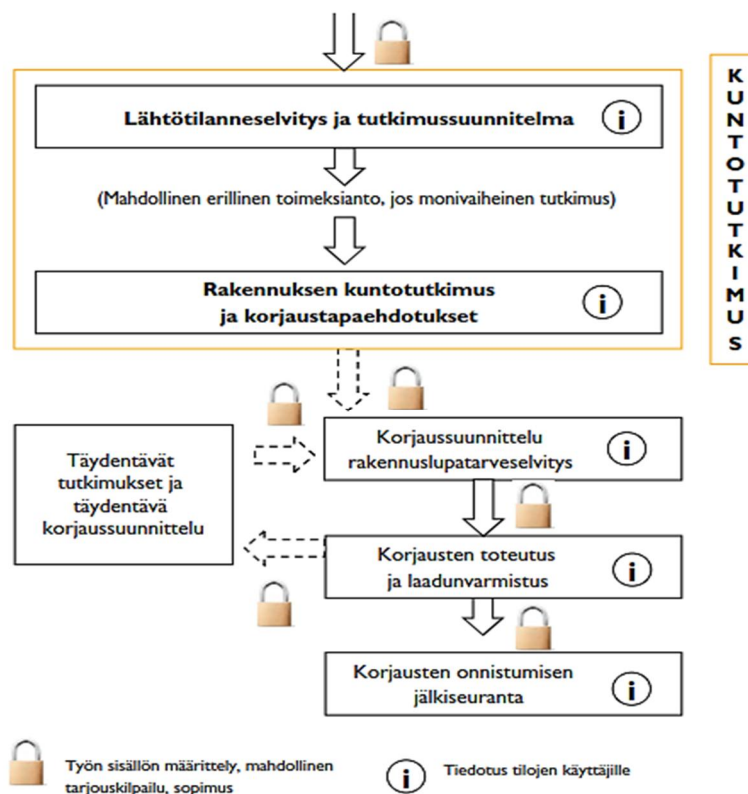 Lähtötilanneselvitys ja tutkimussuunnitelma
i
(Mahdollinen erillinen toimeksianto, jos monivaiheinen tutkimus)
Rakennuksen kuntotutkimus
ja korjaustapaehdotukset
i
KUNTOTUTKIMUS
Täydentävät
tutkimukset ja
täydentävä
korjaussuunnittelu
Korjaussuunnittelu
rakennuslupatarveselvitys
i
Korjausten toteutus
ja laadunvarmistus
i
Korjausten onnistumisen
jälkiseuranta
i
Työn sisällön määrittely, mahdollinen
tarjouskilpailu, sopimus
i
Tiedotus tilojen käyttäjille